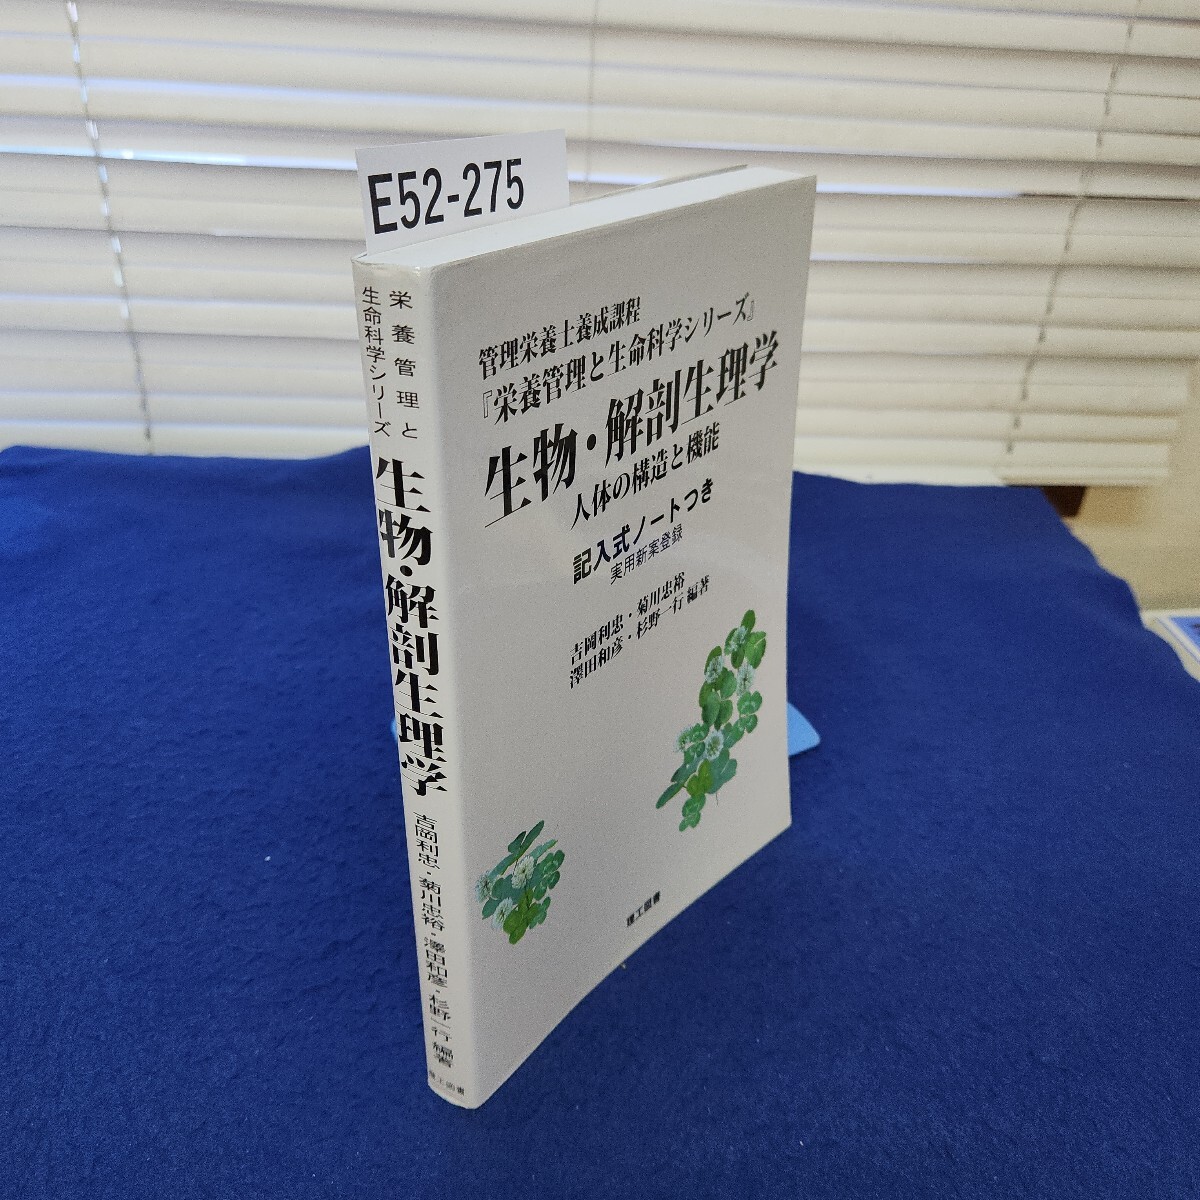 E52-275
管理栄養士養成課程
『栄養管理と生命科学シリーズ』
生物・解剖生理学
人体の構造と機能
記入式ノートつき
実用新案登録
吉岡利忠・菊川忠裕
澤田和彦・杉野一行 編著
理工図書
栄養管理と
生命科学シリーズ
生物・解剖生理学
吉岡利忠・菊川忠裕・澤田和彦・杉野一行 編著
理工図書